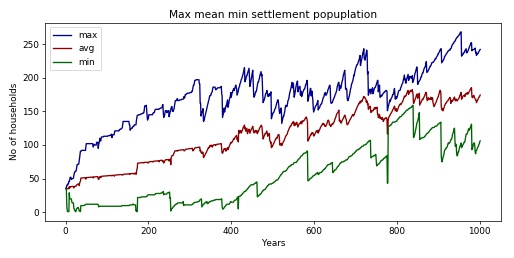 Max mean min settlement popuplation
max
avg
min
No of households
250
200
150
100
50
0
0 200 400 600 800 1000
Years